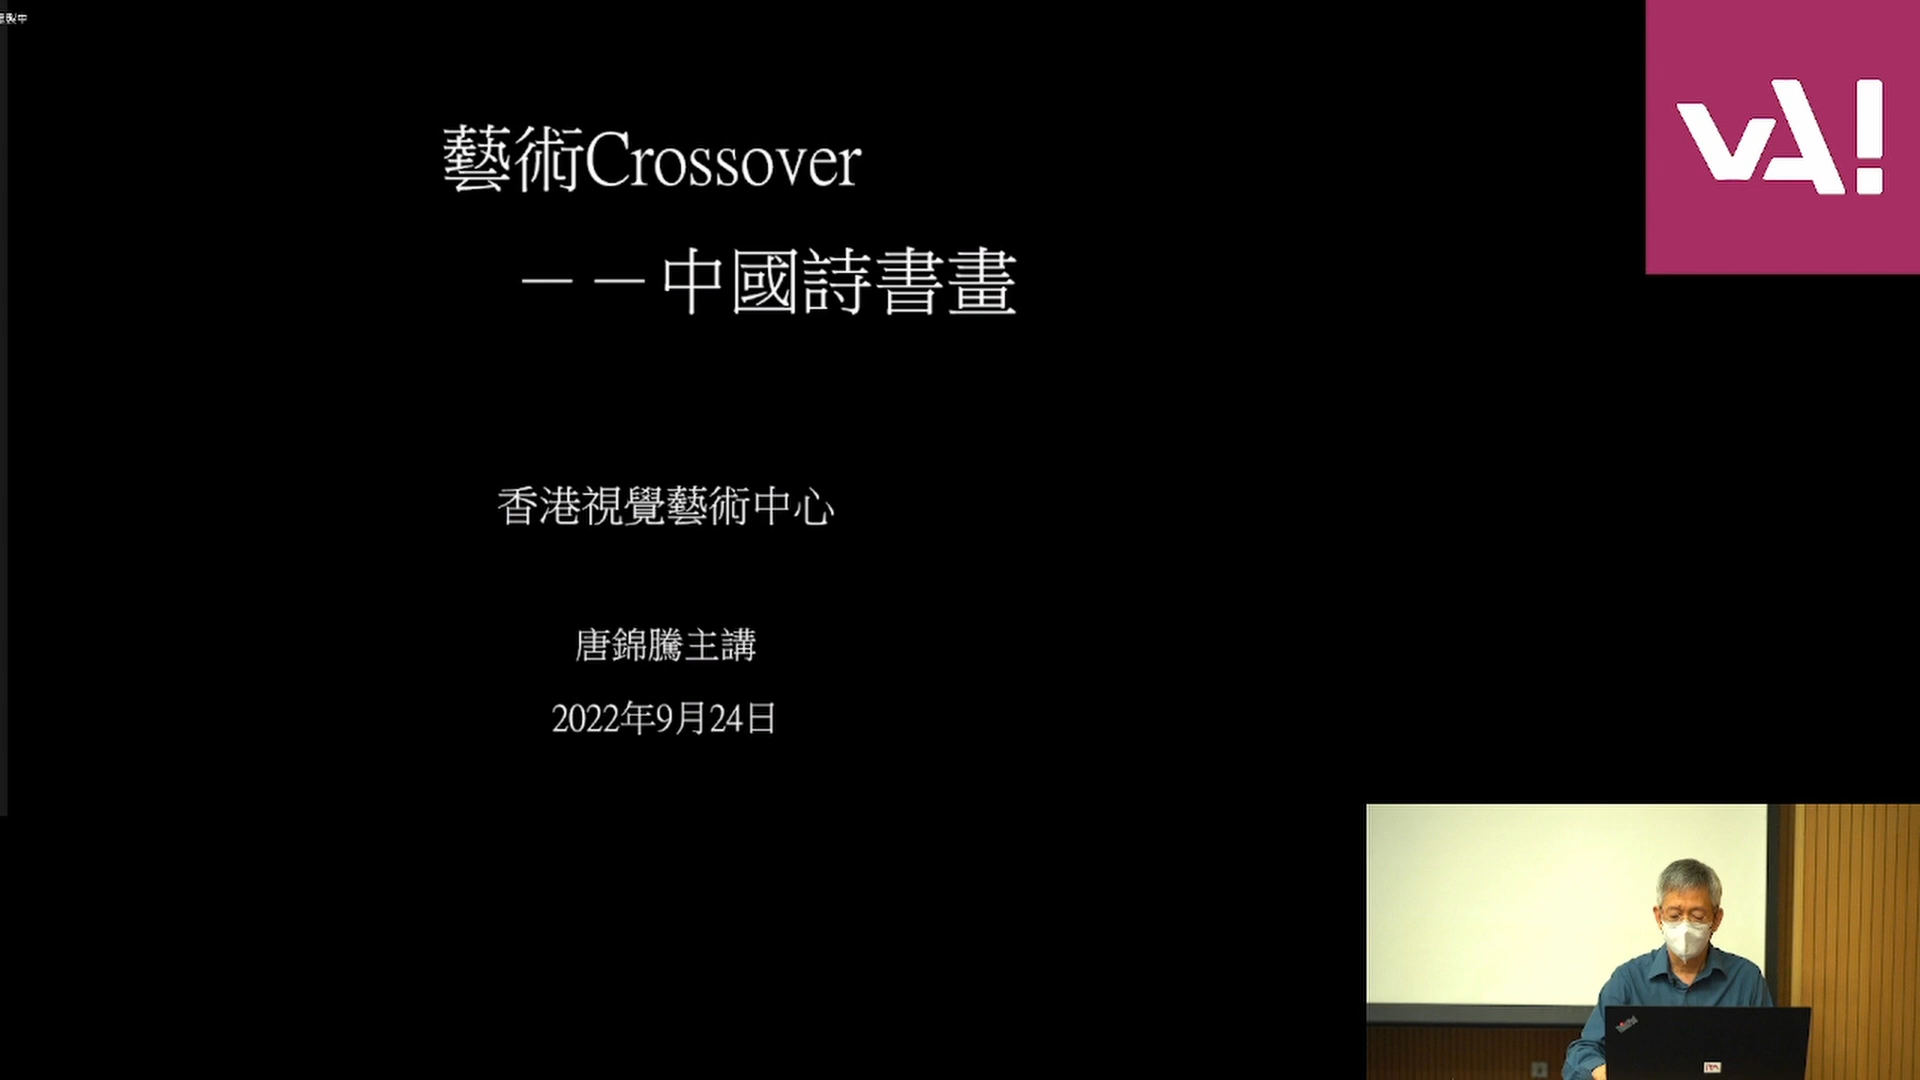 藝術Crossover
－－中國詩書畫
香港視覺藝術中心
唐錦騰主講
2022年9月24日
vA!